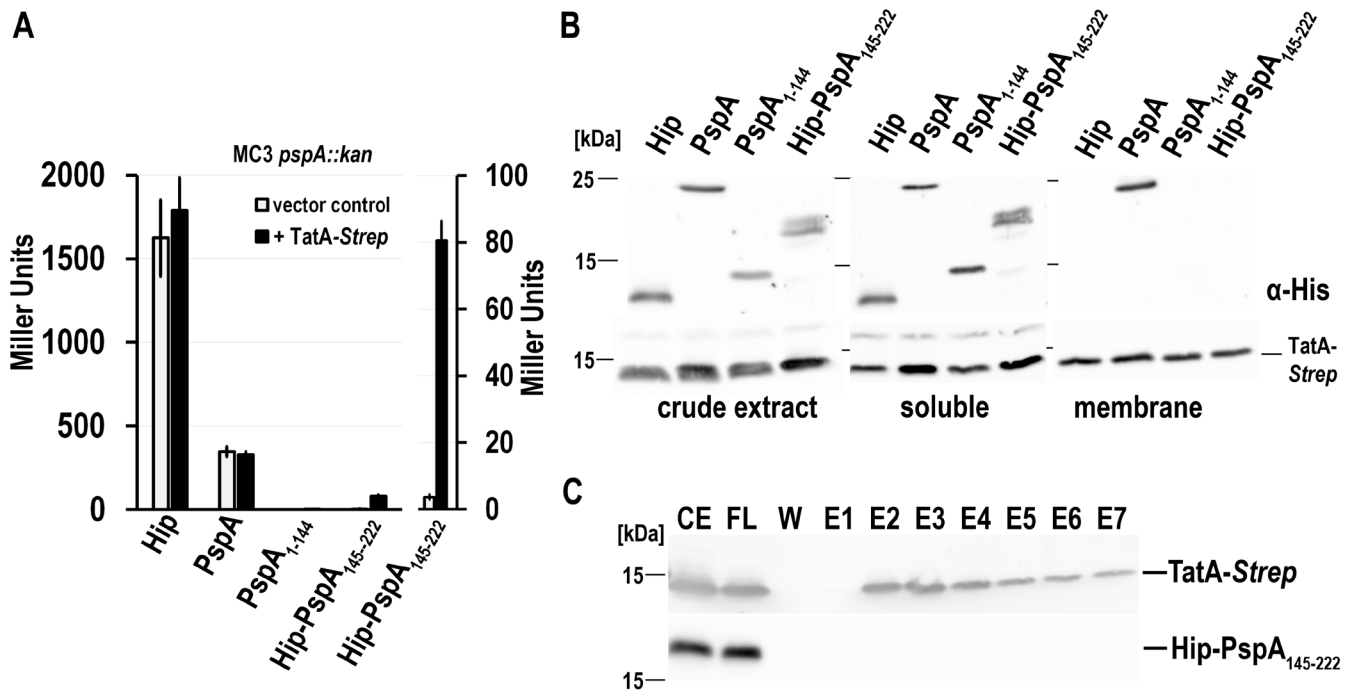 A
MC3 pspA::kan
vector control
+ TatA-Strep
Miller Units
2000
1500
1000
500
0
100
80
60
40
20
0
Miller Units
Hip
PspA
PspA1-144
Hip-PspA145--222
Hip-PspA145-222
B
[kDa]
Hip PspA PspA1-144 Hip-PspA145-222
Hip PspA PspA1-144 Hip-PspA145-222
Hip PspA PspA1-144 Hip-PspA145-222
25
15
α-His
15
TatA-
Strep
crude extract soluble membrane
C
[kDa]
CE FL W E1 E2 E3 E4 E5 E6 E7
15
TatA-Strep
Hip-PspA145-222
15